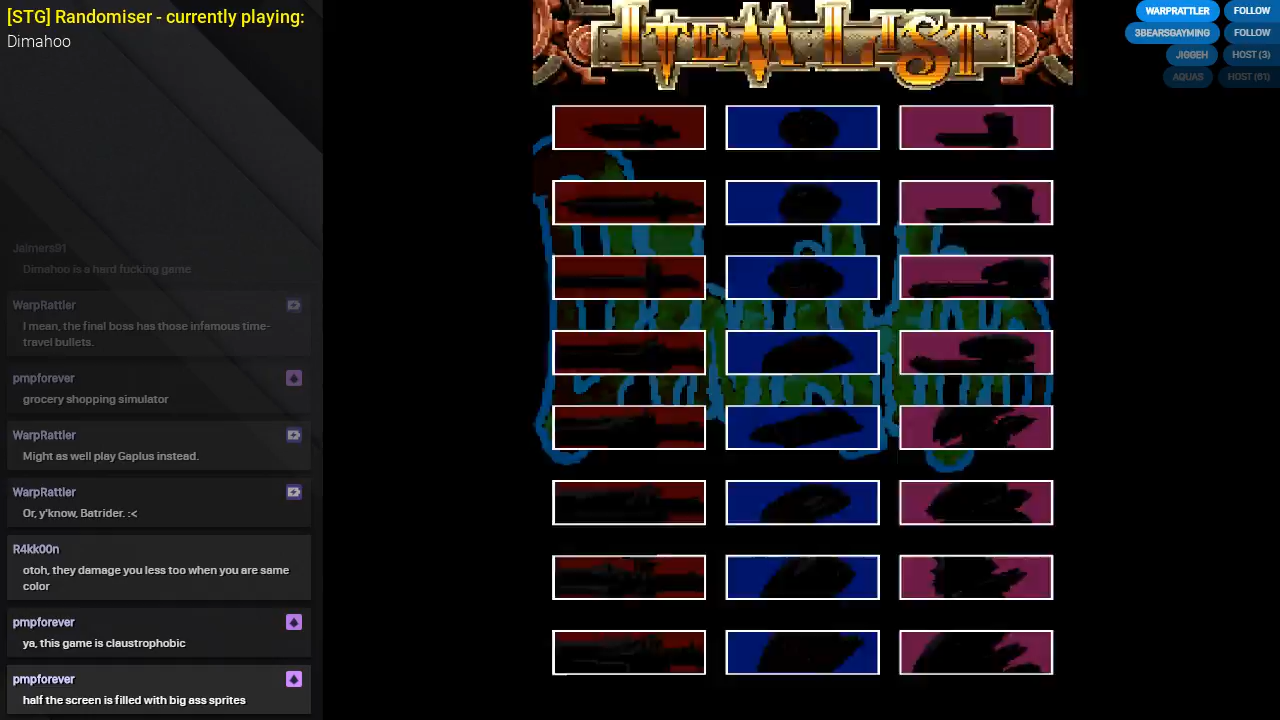 [STG] Randomiser - currently playing:
Dimahoo
Jaimers91
Dimahoo is a hard fucking game
WarpRattler
I mean, the final boss has those infamous time-
travel bullets.
pmpforever
grocery shopping simulator
WarpRattler
Might as well play Gaplus instead.
WarpRattler
Or, y'know, Batrider. :<
R4kk00n
otoh, they damage you less too when you are same
color
pmpforever
ya, this game is claustrophobic
pmpforever
half the screen is filled with big ass sprites
ITEM LIST
WARPRATTLER FOLLOW
3BEARSGAYMING FOLLOW
JIGGEH HOST (3)
AQUAS HOST (61)